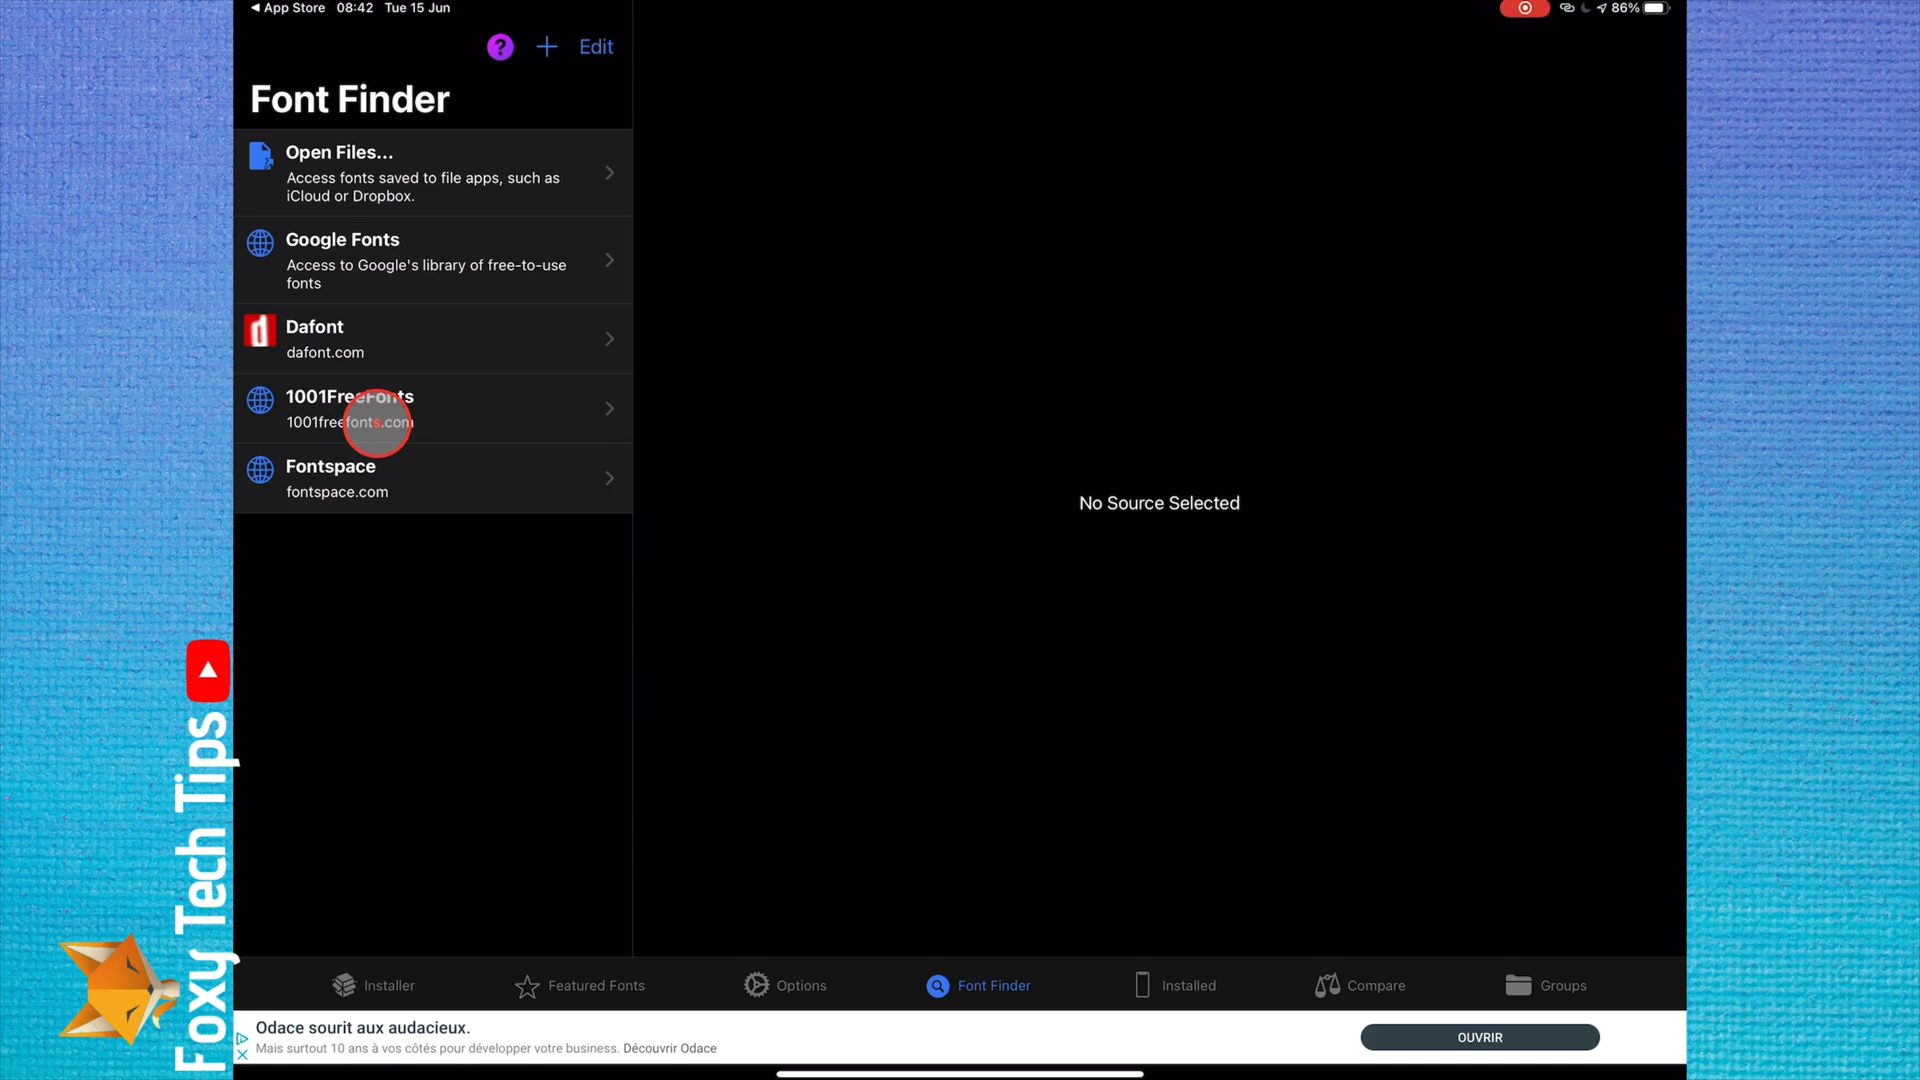 App Store 08:42 Tue 15 Jun
86%
? + Edit
Font Finder
Open Files...
Access fonts saved to file apps, such as
iCloud or Dropbox.
Google Fonts
Access to Google's library of free-to-use
fonts
d
Dafont
dafont.com
1001FreeFonts
1001freefonts.com
Fontspace
fontspace.com
No Source Selected
Installer Featured Fonts Options Font Finder Installed Compare Groups
Odace sourit aux audacieux.
Mais surtout 10 ans à vos côtés pour développer votre business. Découvrir Odace
OUVRIR
Foxy Tech Tips